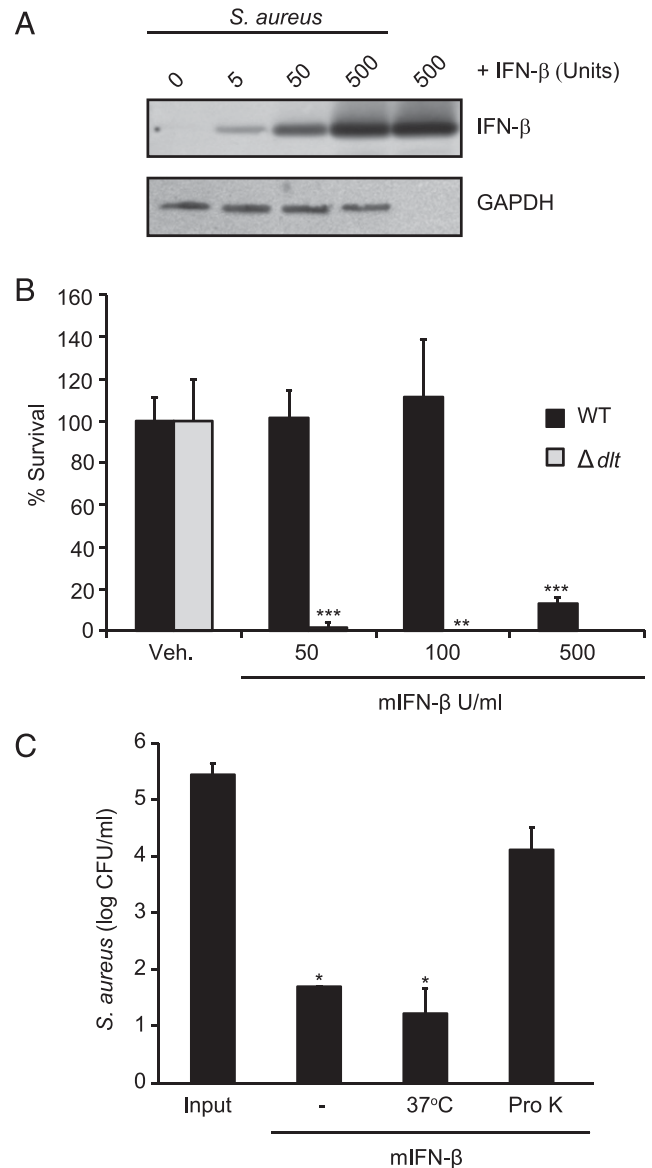 A
S. aureus
0 5 50 500 500 + IFN-β (Units)
IFN-β
GAPDH
B
160
140
120
100
80
60
40
20
0
% Survival
WT
Δ dlt
*** ** ***
Veh. 50 100 500
mIFN-β U/ml
C
6
5
4
3
2
1
0
S. aureus (log CFU/ml)
* *
Input - 37°C Pro K
mIFN-β